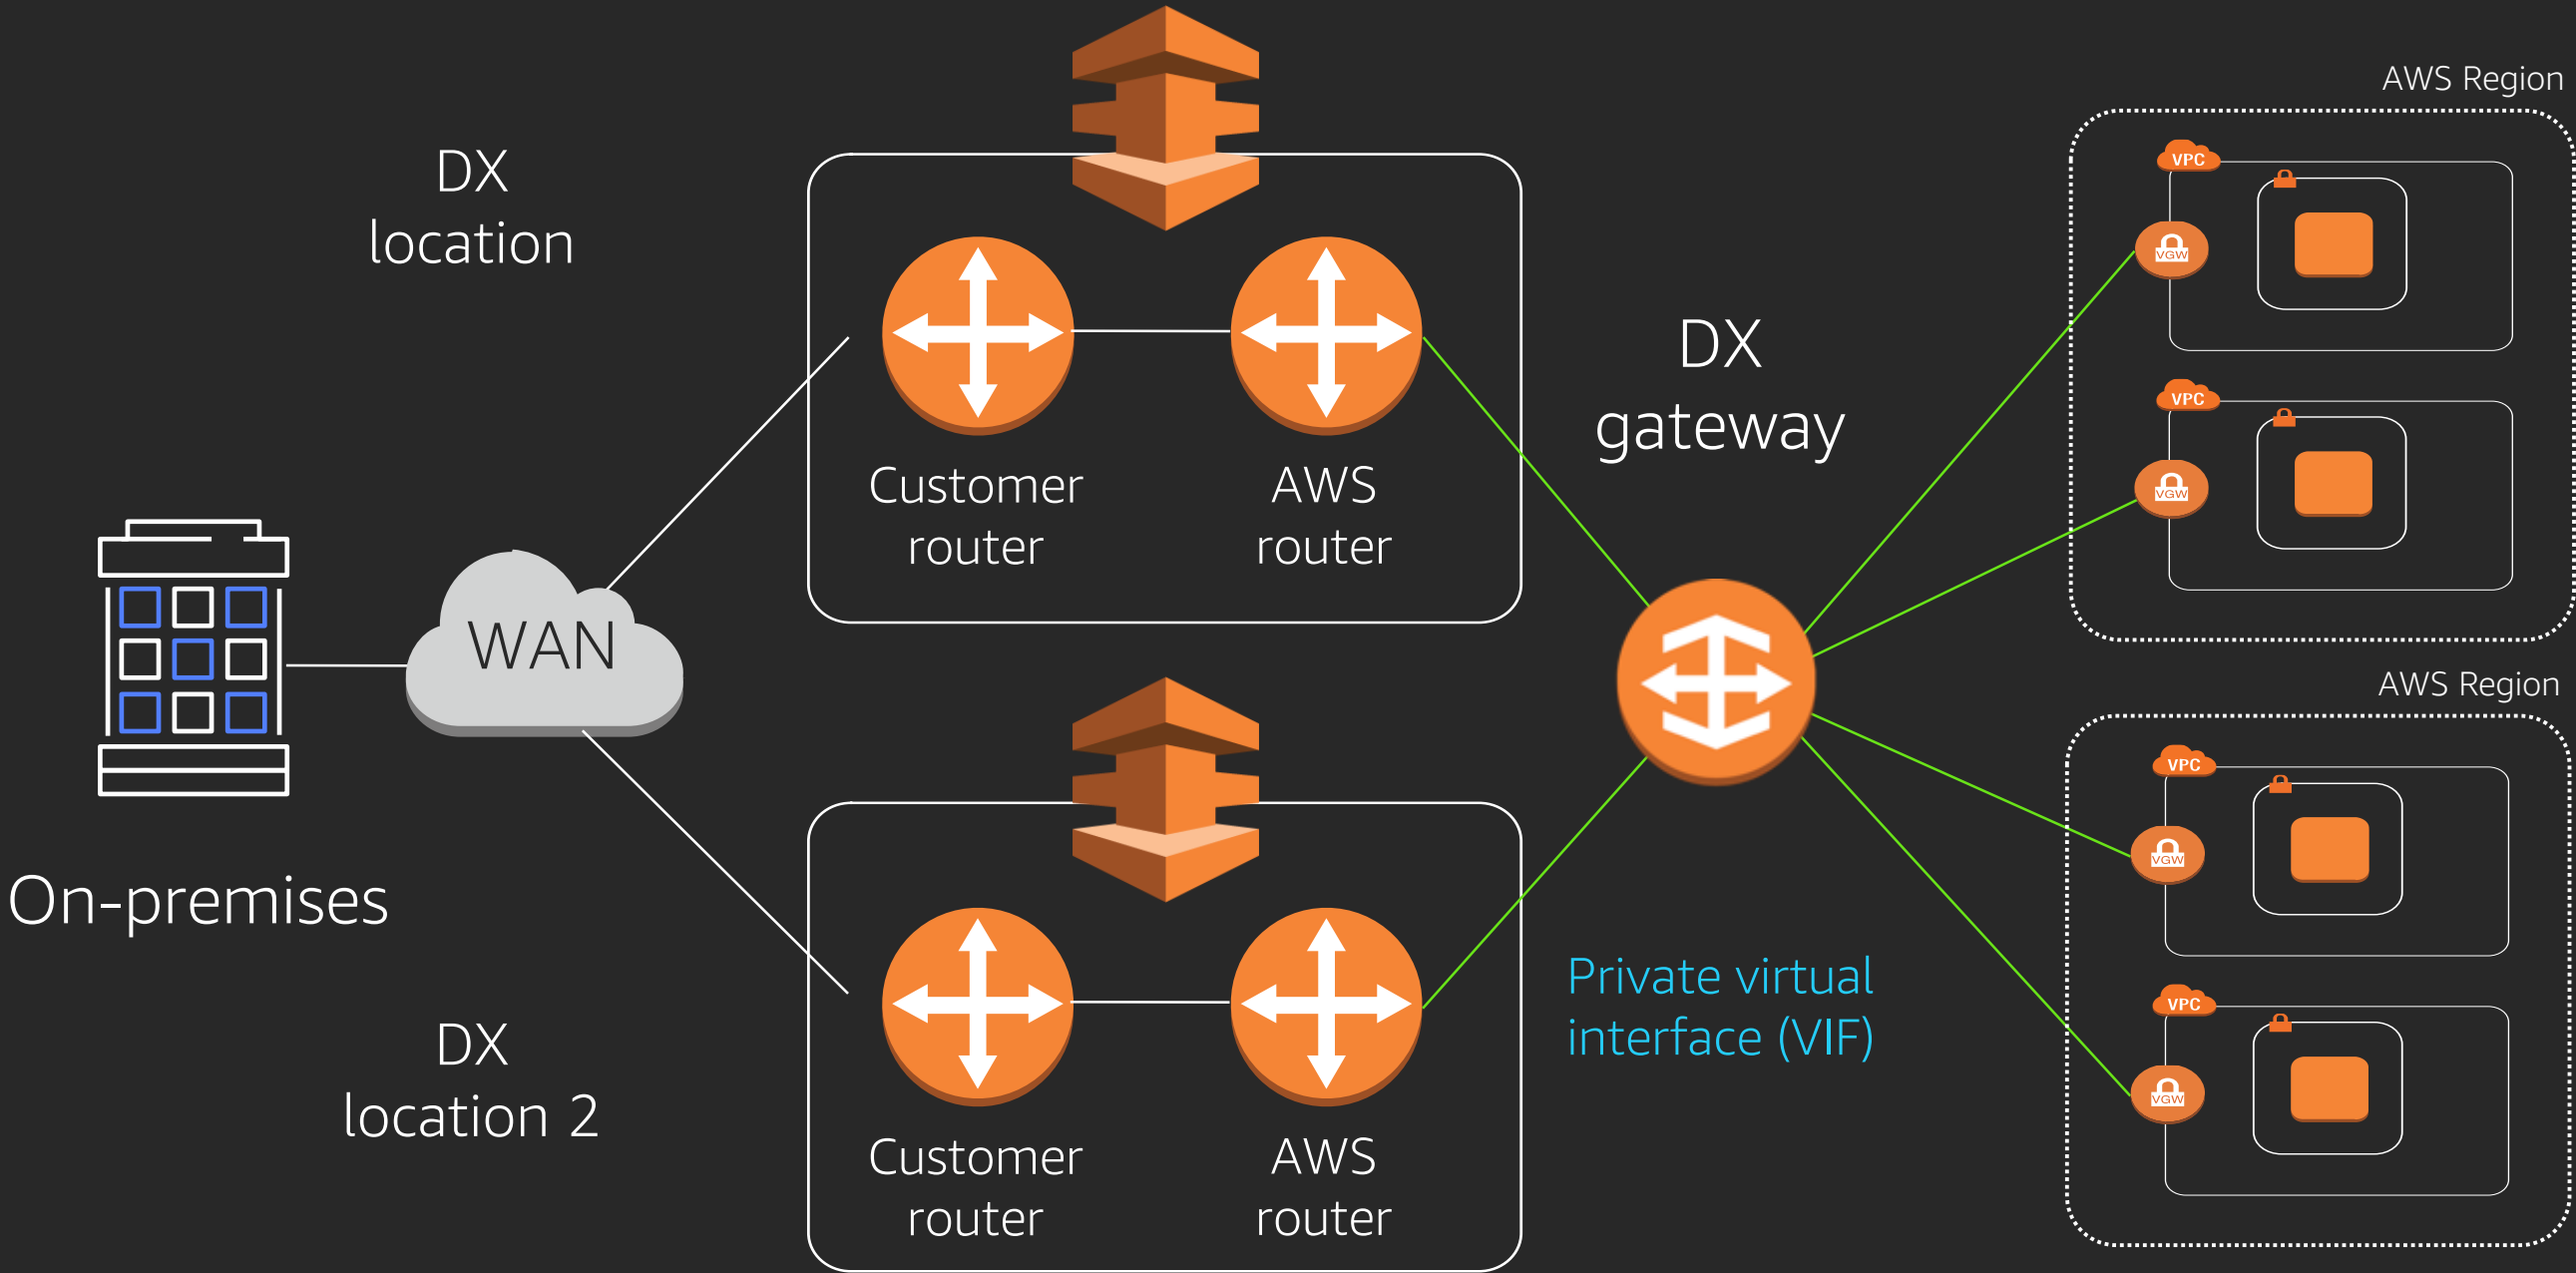 AWS Region
DX
location
VPC
VGW
VPC
VGW
DX
gateway
Customer
router
AWS
router
WAN
On-premises
AWS Region
VPC
VGW
VPC
VGW
Private virtual
interface (VIF)
DX
location 2
Customer
router
AWS
router